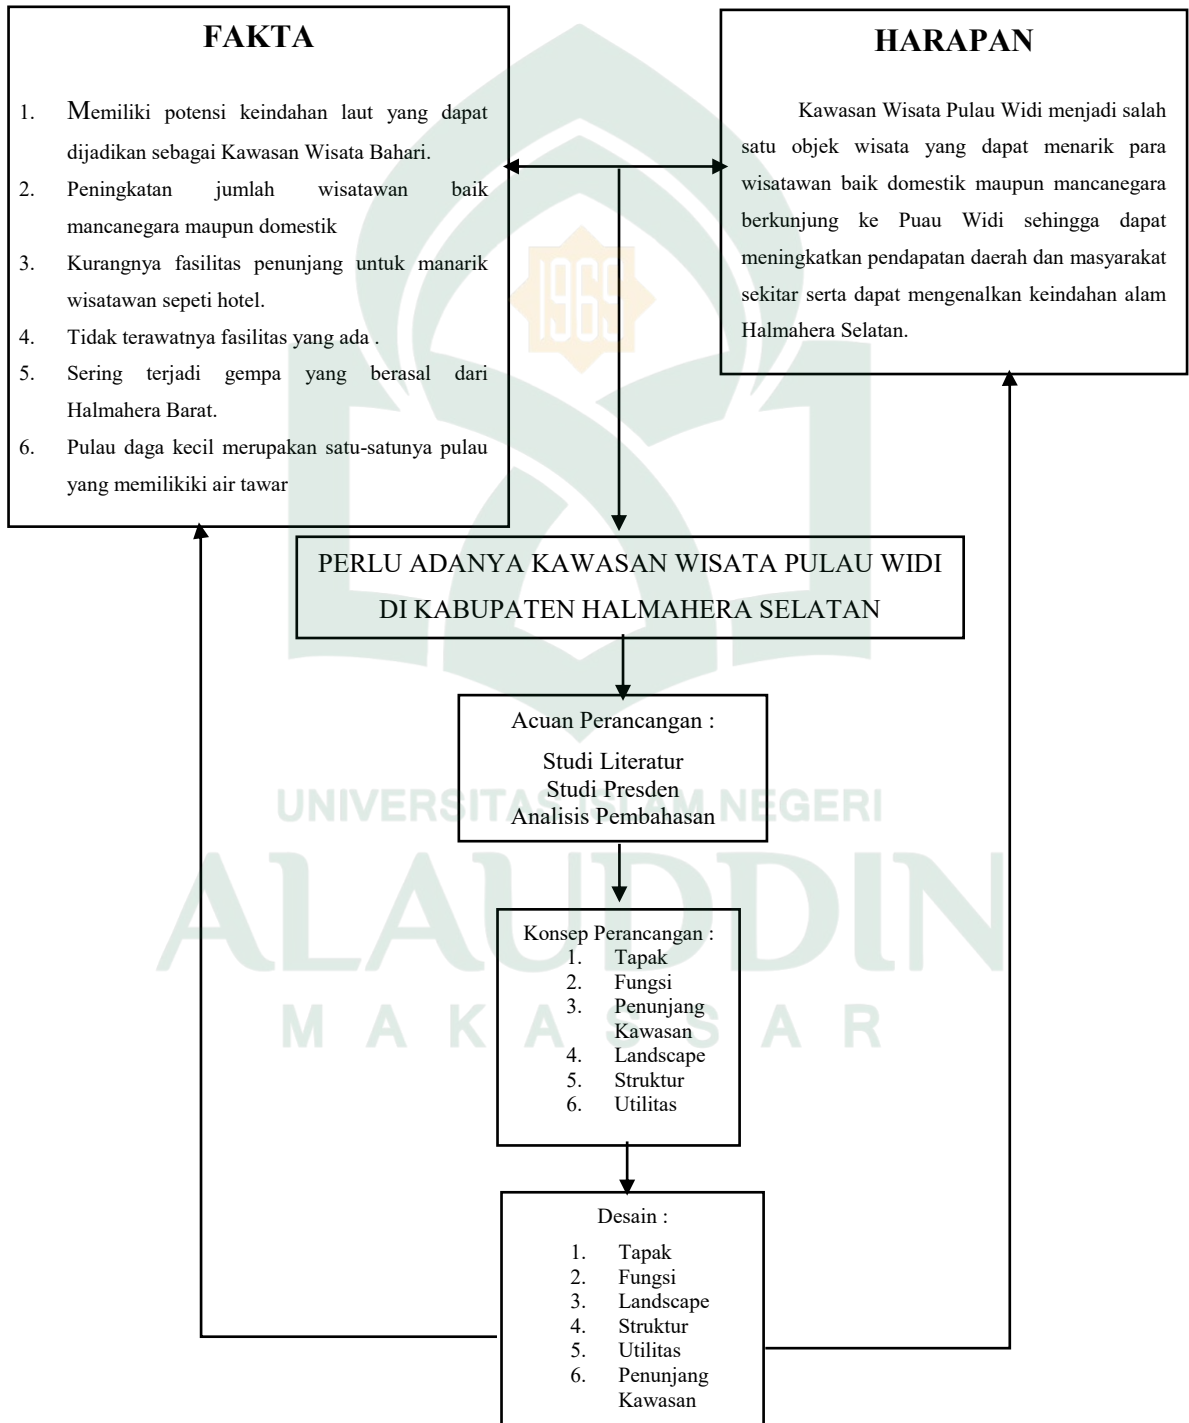 FAKTA
1. Memiliki potensi keindahan laut yang dapat
dijadikan sebagai Kawasan Wisata Bahari.
2. Peningkatan jumlah wisatawan baik
mancanegara maupun domestik
3. Kurangnya fasilitas penunjang untuk manarik
wisatawan sepeti hotel.
4. Tidak terawatnya fasilitas yang ada .
5. Sering terjadi gempa yang berasal dari
Halmahera Barat.
6. Pulau daga kecil merupakan satu-satunya pulau
yang memilikiki air tawar
HARAPAN
Kawasan Wisata Pulau Widi menjadi salah
satu objek wisata yang dapat menarik para
wisatawan baik domestik maupun mancanegara
berkunjung ke Puau Widi sehingga dapat
meningkatkan pendapatan daerah dan masyarakat
sekitar serta dapat mengenalkan keindahan alam
Halmahera Selatan.
1965
PERLU ADANYA KAWASAN WISATA PULAU WIDI
DI KABUPATEN HALMAHERA SELATAN
Acuan Perancangan :
Studi Literatur
Studi Presden
Analisis Pembahasan
UNIVERSITAS ISLAM NEGERI
ALAUDDIN
MAKASSAR
Konsep Perancangan :
1. Tapak
2. Fungsi
3. Penunjang
Kawasan
4. Landscape
5. Struktur
6. Utilitas
Desain :
1. Tapak
2. Fungsi
3. Landscape
4. Struktur
5. Utilitas
6. Penunjang
Kawasan